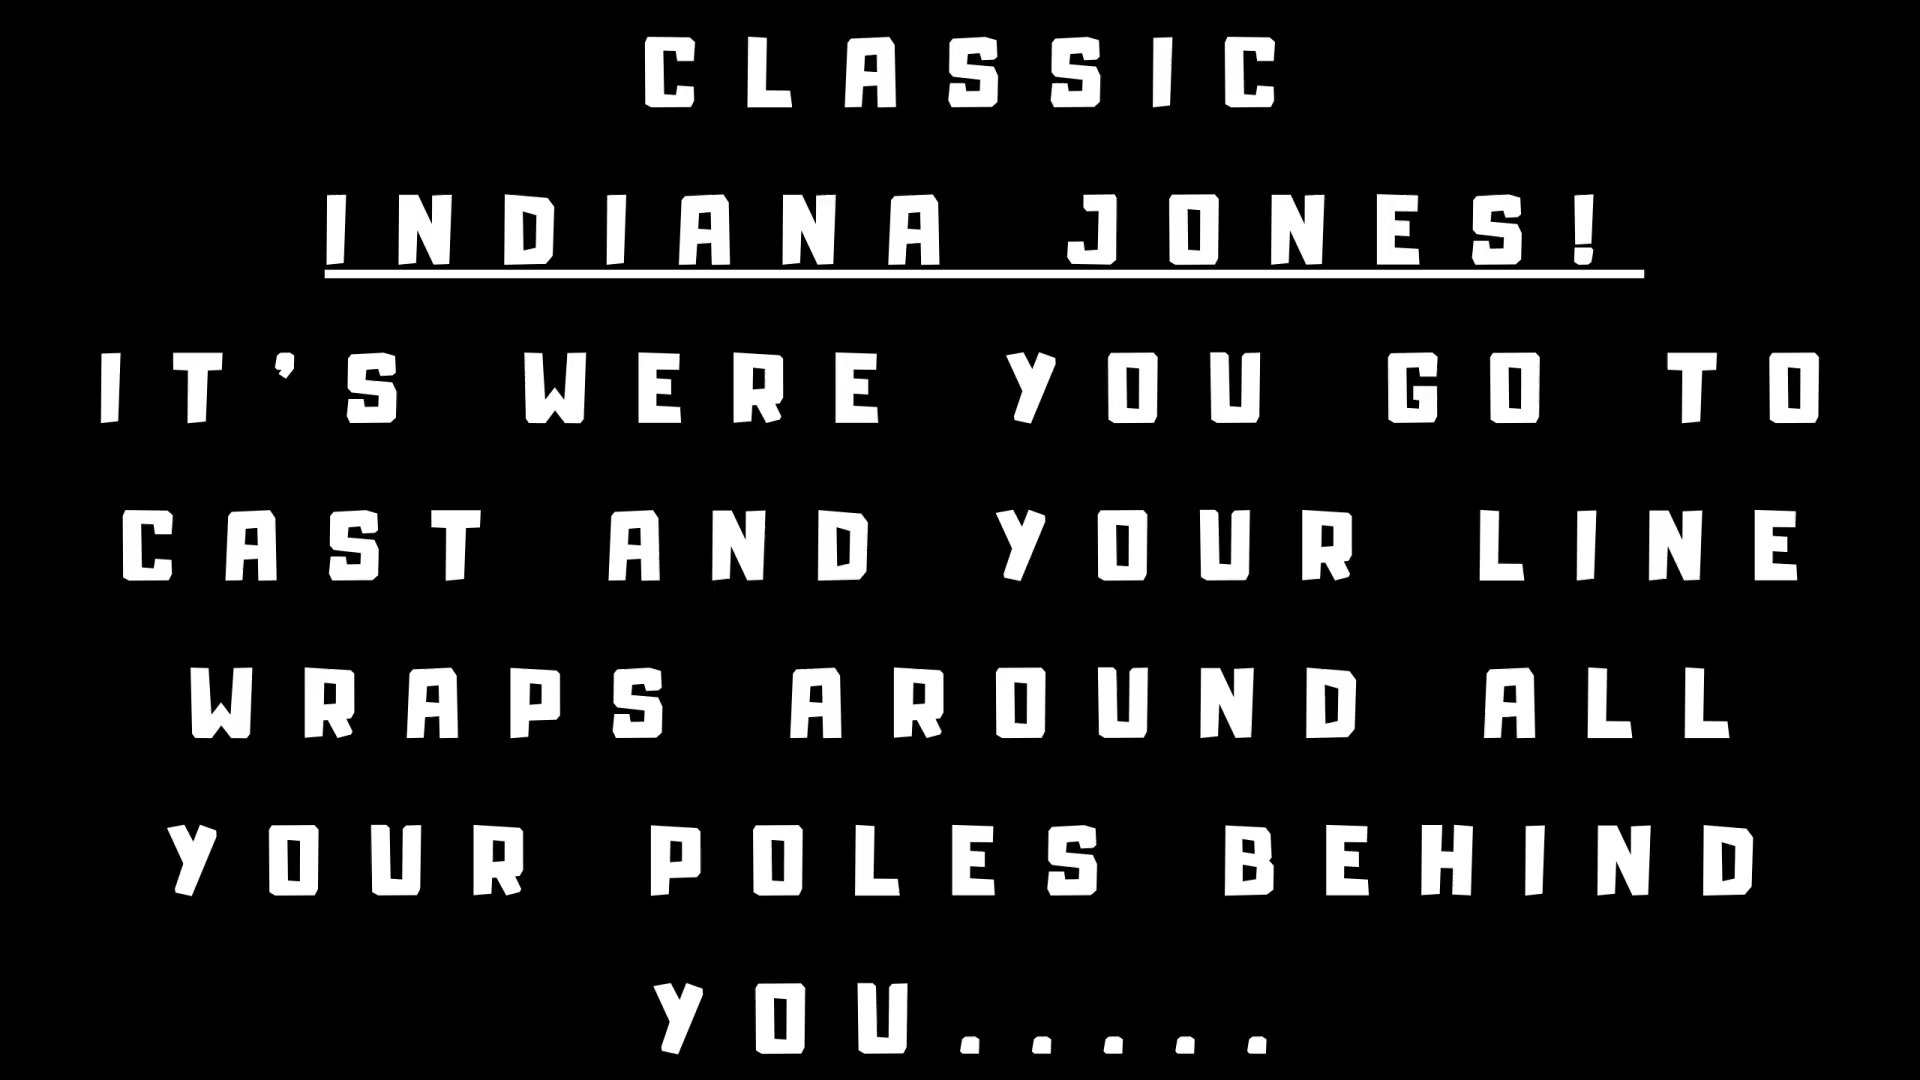 CLASSIC
INDIANA JONES!
IT'S WERE YOU GO TO
CAST AND YOUR LINE
WRAPS AROUND ALL
YOUR POLES BEHIND
YOU.....